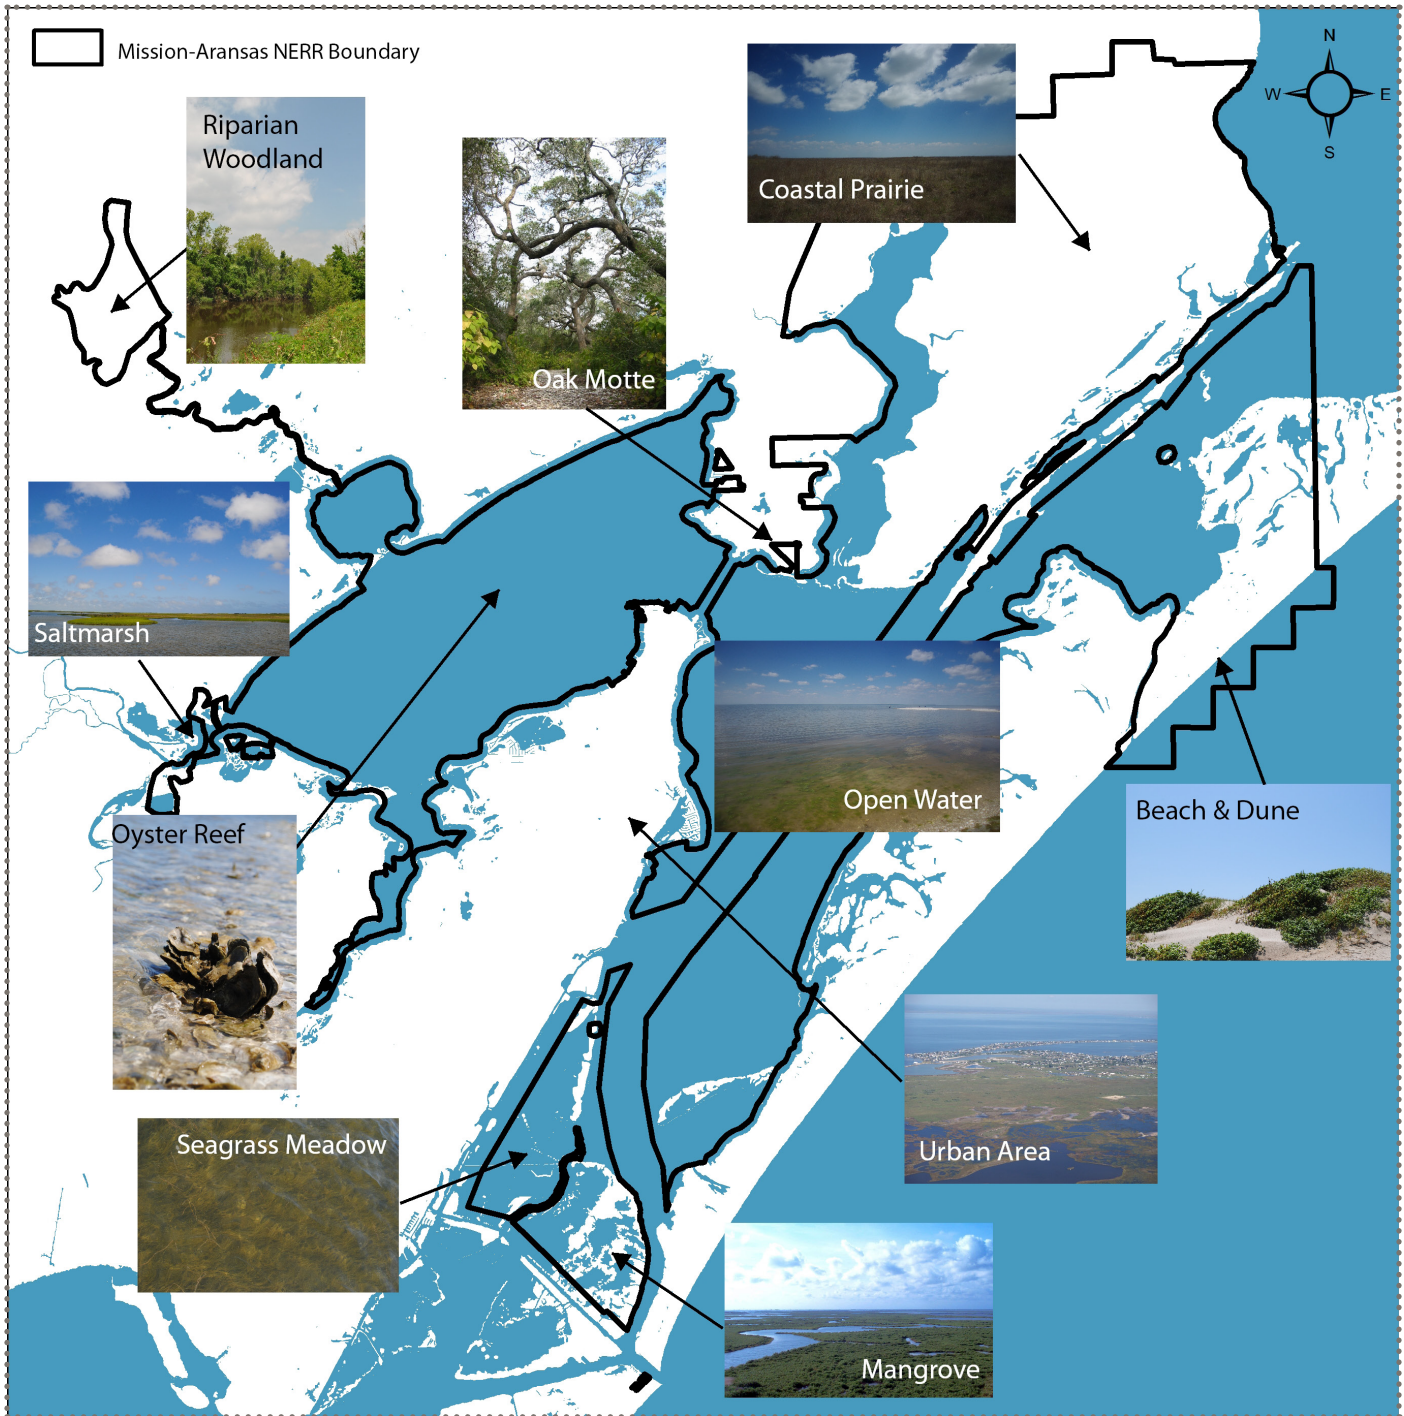 Mission-Aransas NERR Boundary
N
W
E
S
Riparian
Woodland
Coastal Prairie
Oak Motte
Saltmarsh
Open Water
Beach & Dune
Oyster Reef
Urban Area
Seagrass Meadow
Mangrove